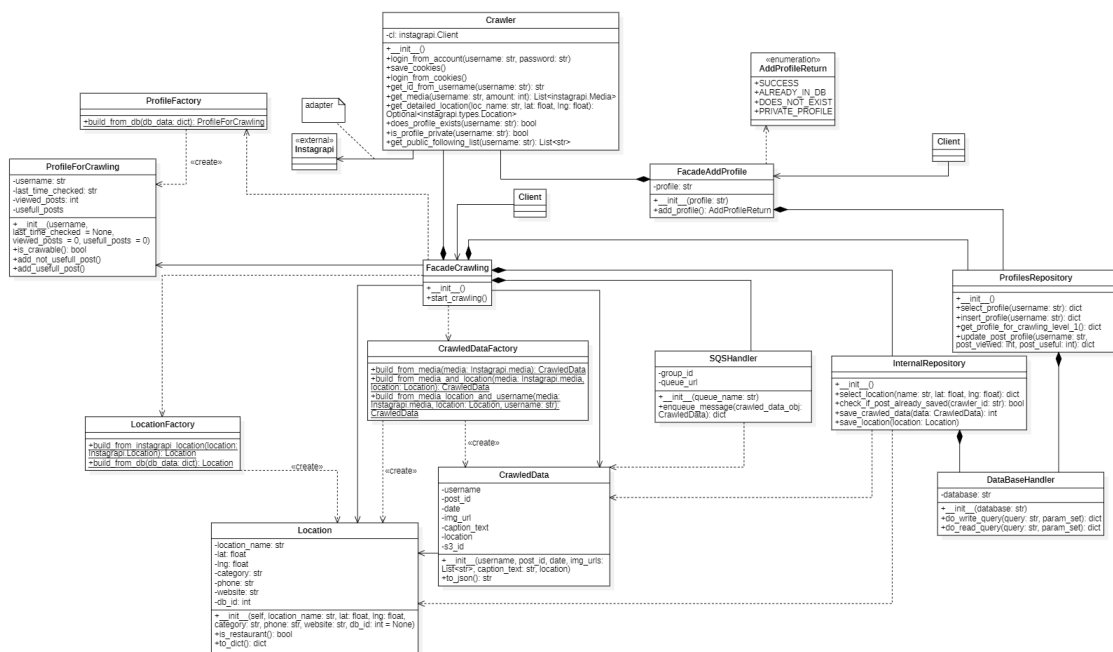 Crawler
-cl: instagrapi.Client
+__init__()
+login_from_account(username: str, password: str)
+save_cookies()
+login_from_cookies()
+get_id_from_username(username: str): str
+get_media(username: str, amount: int): List<instagrapi.Media>
+get_detailed_location(loc_name: str, lat: float, lng: float):
Optional<instagrapi.types.Location>
+does_profile_exists(username: str): bool
+is_profile_private(username: str): bool
+get_public_following_list(username: str): List<str>
«enumeration»
AddProfileReturn
+SUCCESS
+ALREADY_IN_DB
+DOES_NOT_EXIST
+PRIVATE_PROFILE
ProfileFactory
+build_from_db(db_data: dict): ProfileForCrawling
adapter
«external»
Instagrapi
Client
«create»
ProfileForCrawling
-username: str
-last_time_checked: str
-viewed_posts: int
-usefull_posts
+__init__(username,
last_time_checked = None,
viewed_posts = 0, usefull_posts = 0)
+is_crawable(): bool
+add_not_usefull_post()
+add_usefull_post()
FacadeAddProfile
-profile: str
+__init__(profile: str)
+add_profile(): AddProfileReturn
Client
FacadeCrawling
+__init__()
+start_crawling()
ProfilesRepository
+__init__()
+select_profile(username: str): dict
+insert_profile(username: str): dict
+get_profile_for_crawling_level_1(): dict
+update_post_profile(username: str,
post_viewed: int, post_useful: int): dict
CrawledDataFactory
+build_from_media(media: Instagrapi.media): CrawledData
+build_from_media_and_location(media: Instagrapi.media,
location: Location): CrawledData
+build_from_media_location_and_username(media:
Instagrapi.media, location: Location, username: str):
CrawledData
SQSHandler
-group_id
-queue_url
+__init__(queue_name: str)
+enqueue_message(crawled_data_obj:
CrawledData): dict
InternalRepository
+__init__()
+select_location(name: str, lat: float, lng: float): dict
+check_if_post_already_saved(crawler_id: str): bool
+save_crawled_data(data: CrawledData): int
+save_location(location: Location)
LocationFactory
+build_from_instagrapi_location(location:
Instagrapi.Location): Location
+build_from_db(db_data: dict): Location
«create»
«create»
«create»
CrawledData
-username
-post_id
-date
-img_url
-caption_text
-location
-s3_id
+__init__(username, post_id, date, img_urls:
List<str>, caption_text: str, location)
+to_json(): str
DataBaseHandler
-database: str
+__init__(database: str)
+do_write_query(query: str, param_set): dict
+do_read_query(query: str, param_set): dict
Location
-location_name: str
-lat: float
-lng: float
-category: str
-phone: str
-website: str
-db_id: int
+__init__(self, location_name: str, lat: float, lng: float,
category: str, phone: str, website: str, db_id: int = None)
+is_restaurant(): bool
+to_dict(): dict